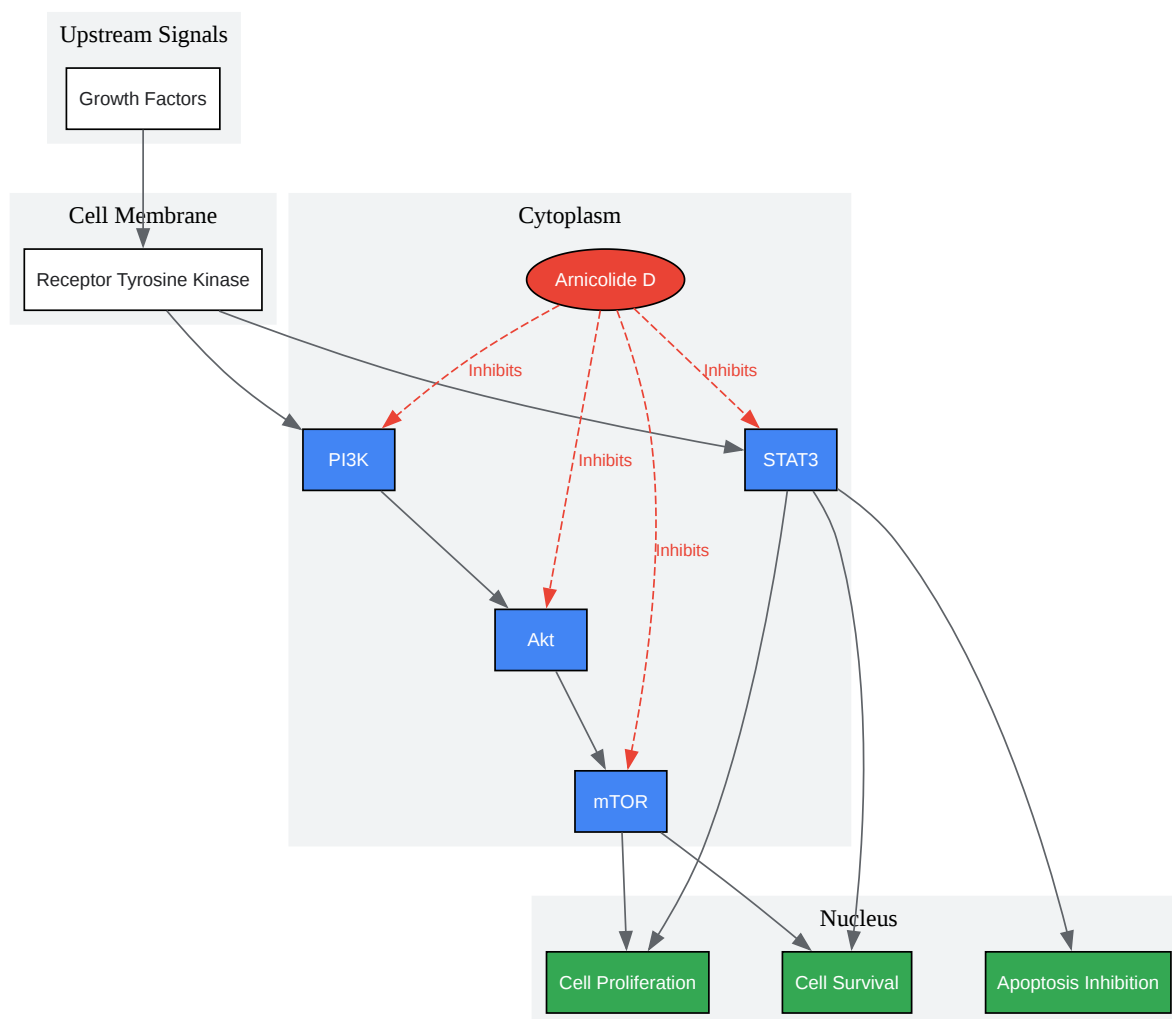 Upstream Signals
Growth Factors
Cell Membrane
Cytoplasm
Receptor Tyrosine Kinase
Arnicolide D
Inhibits
Inhibits
PI3K
Inhibits
STAT3
Inhibits
Akt
mTOR
Nucleus
Cell Proliferation
Cell Survival
Apoptosis Inhibition